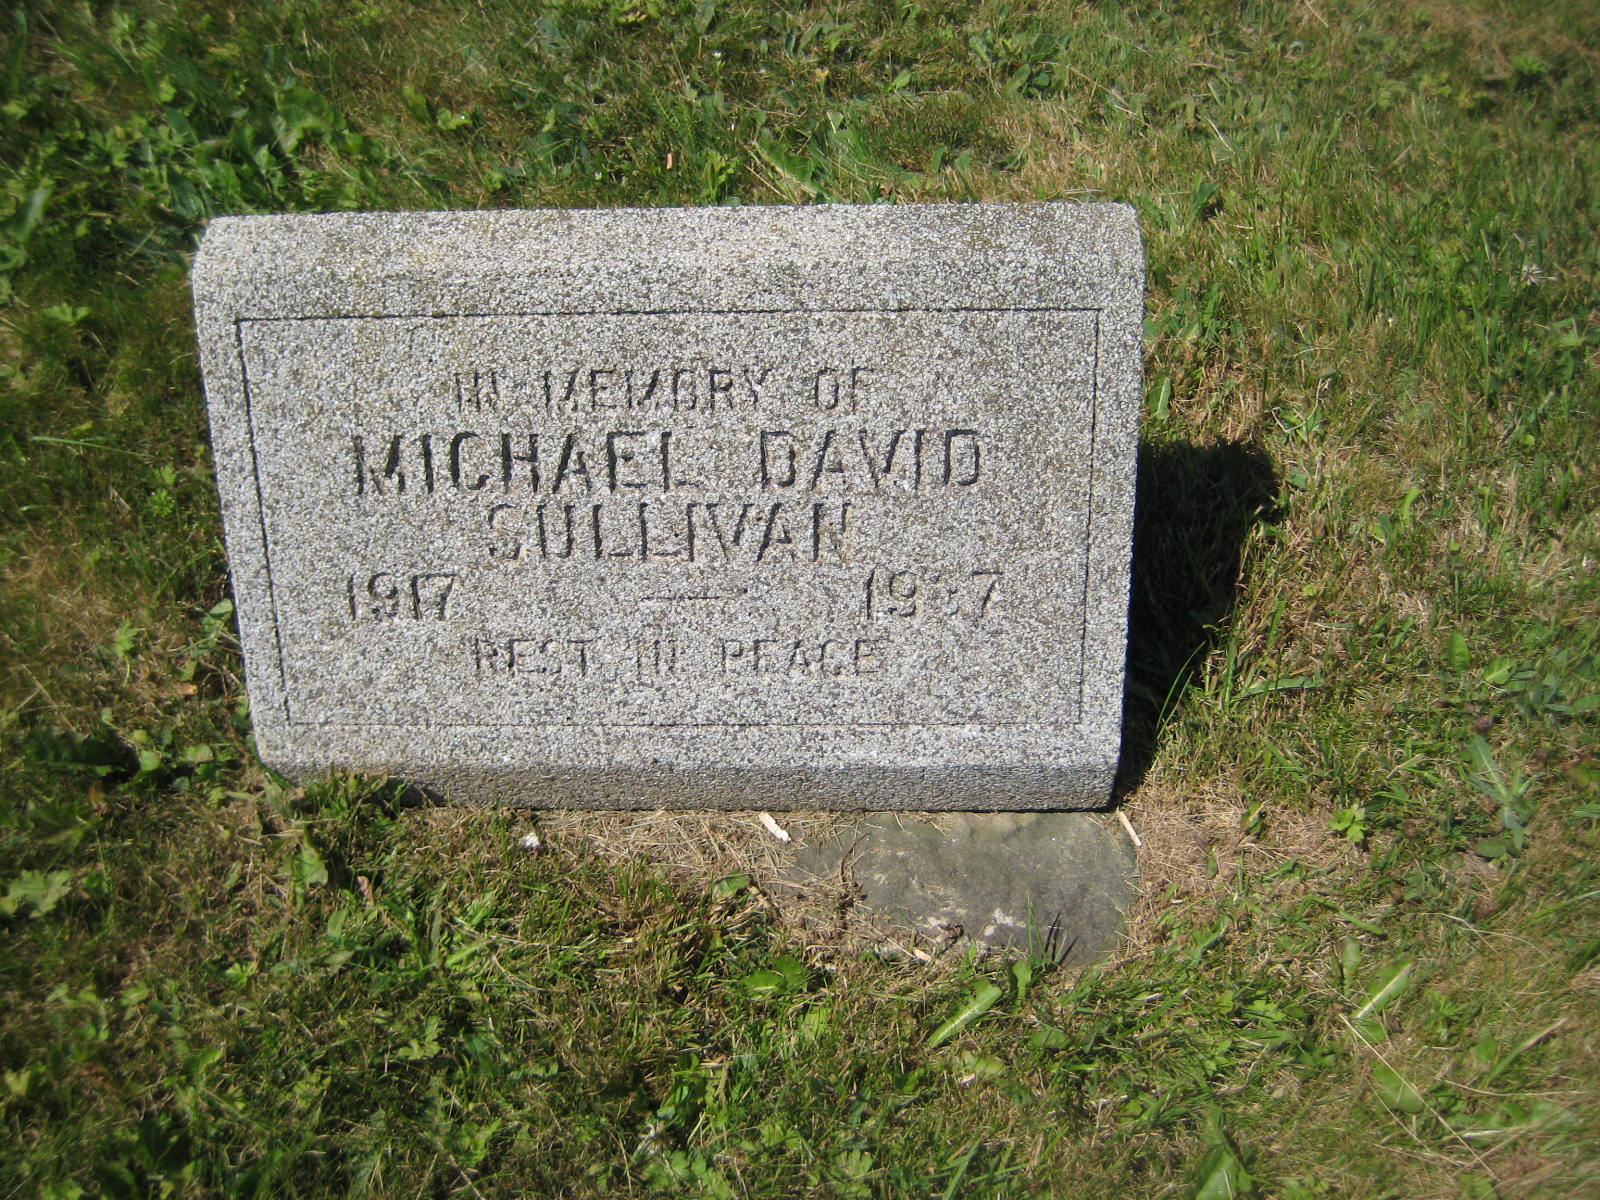 IN MEMORY OF
MICHAEL DAVID
SULLIVAN
1917 —
REST IN PEACE